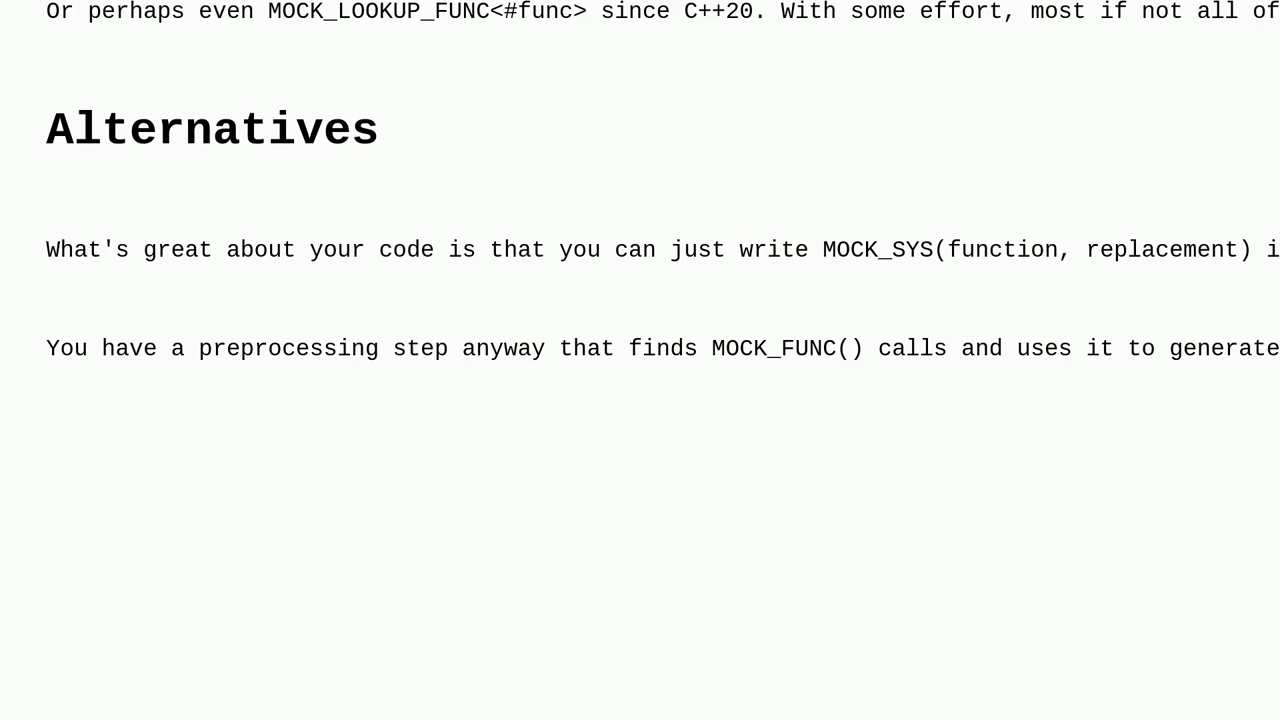 Or perhaps even MOCK_LOOKUP_FUNC<#func> since C++20. With some effort, most if not all of
Alternatives
What's great about your code is that you can just write MOCK_SYS(function, replacement) i
You have a preprocessing step anyway that finds MOCK_FUNC() calls and uses it to generate